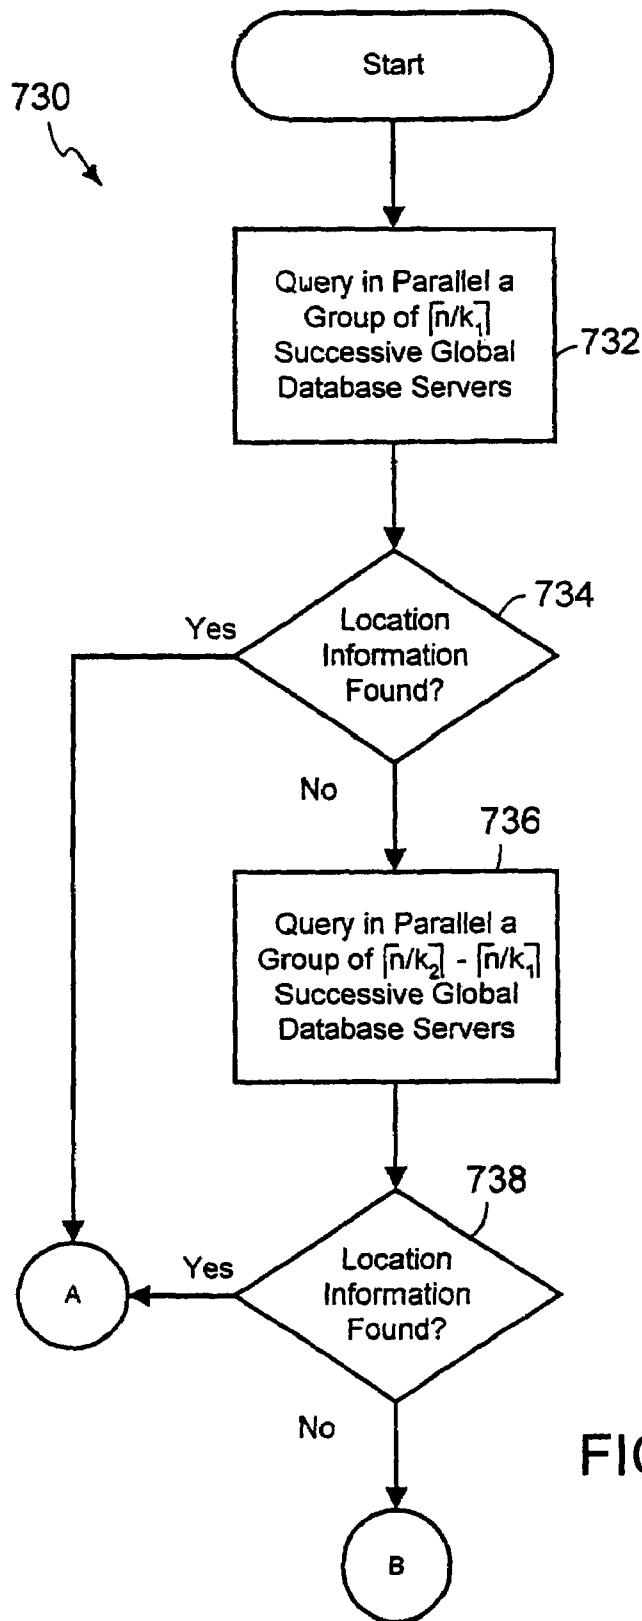 Start
730
Query in Parallel a
Group of ⌈n/k₁⌉
Successive Global
Database Servers
732
734
Yes
Location
Information
Found?
No
736
Query in Parallel a
Group of ⌈n/k₂⌉ - ⌈n/k₁⌉
Successive Global
Database Servers
738
A
Yes
Location
Information
Found?
No
FIG
B